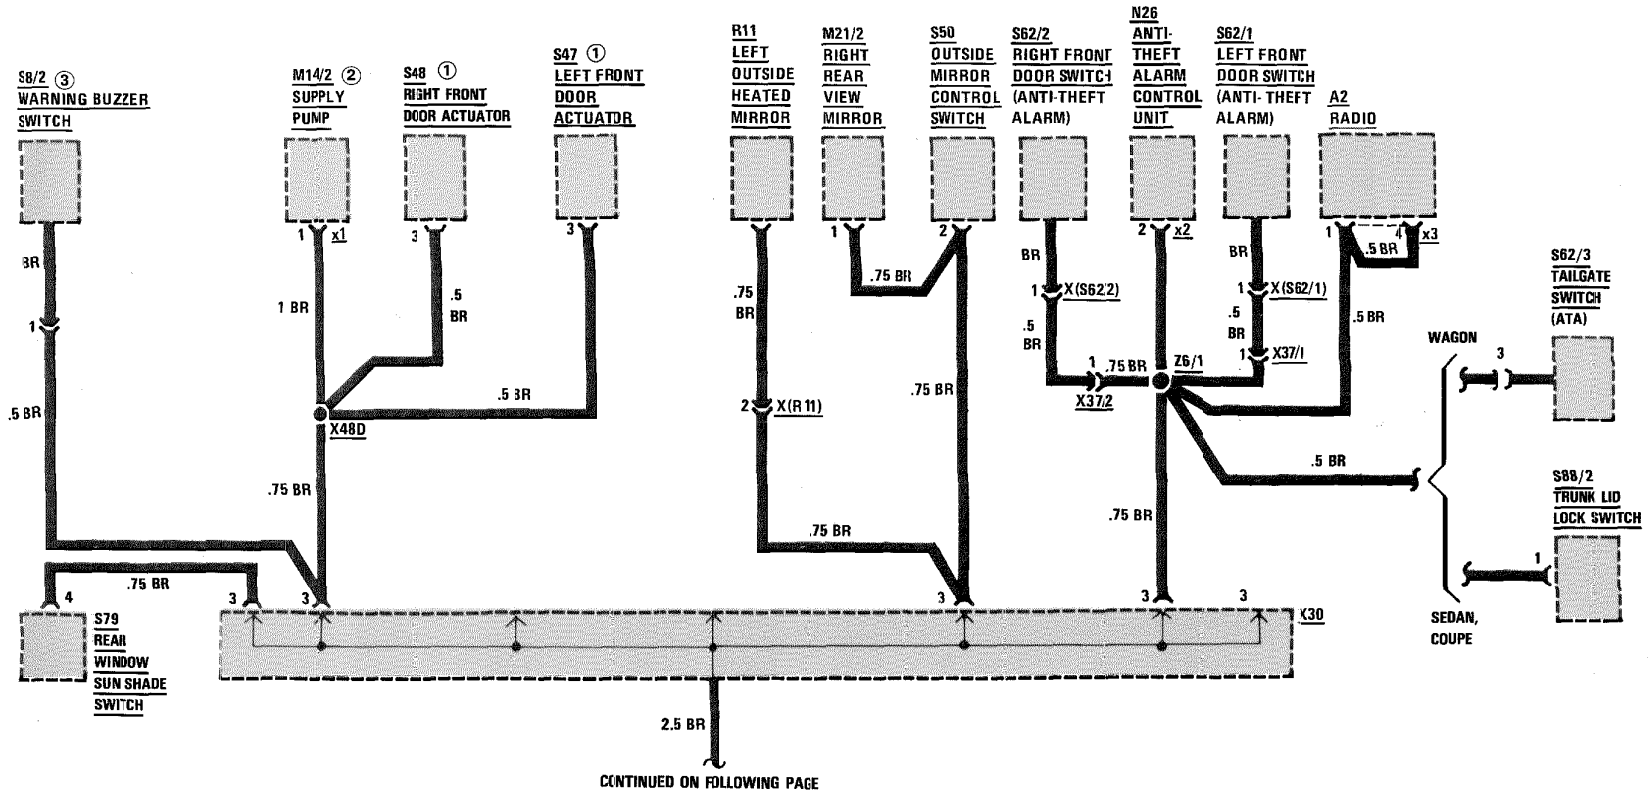 S8/2 ③
WARNING BUZZER
SWITCH
M14/2 ②
SUPPLY
PUMP
S48 ①
RIGHT FRONT
DOOR ACTUATOR
S47 ①
LEFT FRONT
DOOR
ACTUATOR
R11
LEFT
OUTSIDE
HEATED
MIRROR
M21/2
RIGHT
REAR
VIEW
MIRROR
S50
OUTSIDE
MIRROR
CONTROL
SWITCH
S62/2
RIGHT FRONT
DOOR SWITCH
(ANTI-THEFT
ALARM)
N26
ANTI-
THEFT
ALARM
CONTROL
UNIT
S62/1
LEFT FRONT
DOOR SWITCH
(ANTI- THEFT
ALARM)
A2
RADIO
1 x1
3
3
1
2
2 x2
1
4 x3
BR
1
.5 BR
1 BR
.5
BR
.5 BR
X48D
.75 BR
.75
BR
2 X(R11)
.75 BR
.75 BR
.75 BR
BR
1 X(S62/2)
.5
BR
1
X37/2
.75 BR
Z6/1
BR
1 X(S62/1)
.5
BR
1 X37/1
.5 BR
.5 BR
.75 BR
.5 BR
WAGON
SEDAN,
COUPE
S62/3
TAILGATE
SWITCH
(ATA)
3
S88/2
TRUNK LID
LOCK SWITCH
1
.75 BR
4
S79
REAR
WINDOW
SUN SHADE
SWITCH
3
3
3
3
3
X30
2.5 BR
CONTINUED ON FOLLOWING PAGE